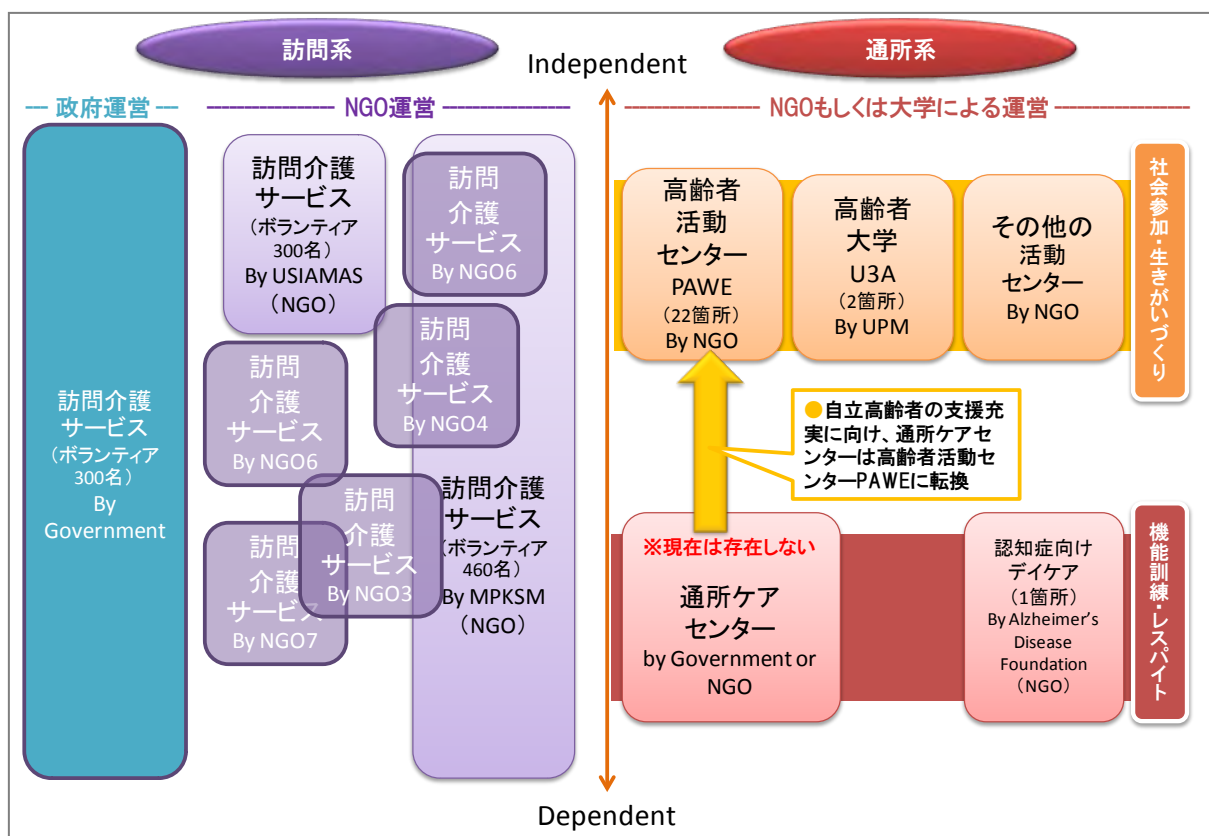 訪問系
通所系
Independent
--- 政府運営 ---
---------------- NGO運営 ----------------
---------------- NGOもしくは大学による運営 ----------------
訪問介護
サービス
（ボランティア
300名）
By
Government
訪問介護
サービス
（ボランティア
300名）
By USIAMAS
（NGO）
訪問
介護
サービス
By NGO6
訪問
介護
サービス
By NGO4
訪問
介護
サービス
By NGO6
訪問
介護
サービス
By NGO3
訪問
介護
サービス
By NGO7
訪問介護
サービス
（ボランティア
460名）
By MPKSM
（NGO）
高齢者
活動
センター
PAWE
（22箇所）
By NGO
高齢者
大学
U3A
（2箇所）
By UPM
その他の
活動
センター
By NGO
社会参加・生きがいづくり
●自立高齢者の支援充
実に向け、通所ケアセ
ンターは高齢者活動セ
ンターPAWEに転換
※現在は存在しない
通所ケア
センター
by Government or
NGO
認知症向け
デイケア
（1箇所）
By Alzheimer's
Disease
Foundation
（NGO）
機能訓練・レスパイト
Dependent